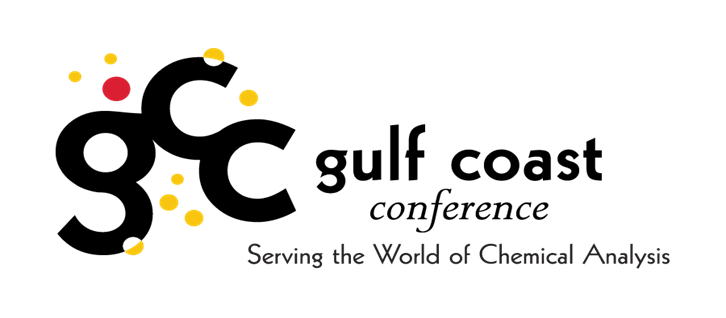 gcc
gulf coast
conference
Serving the World of Chemical Analysis